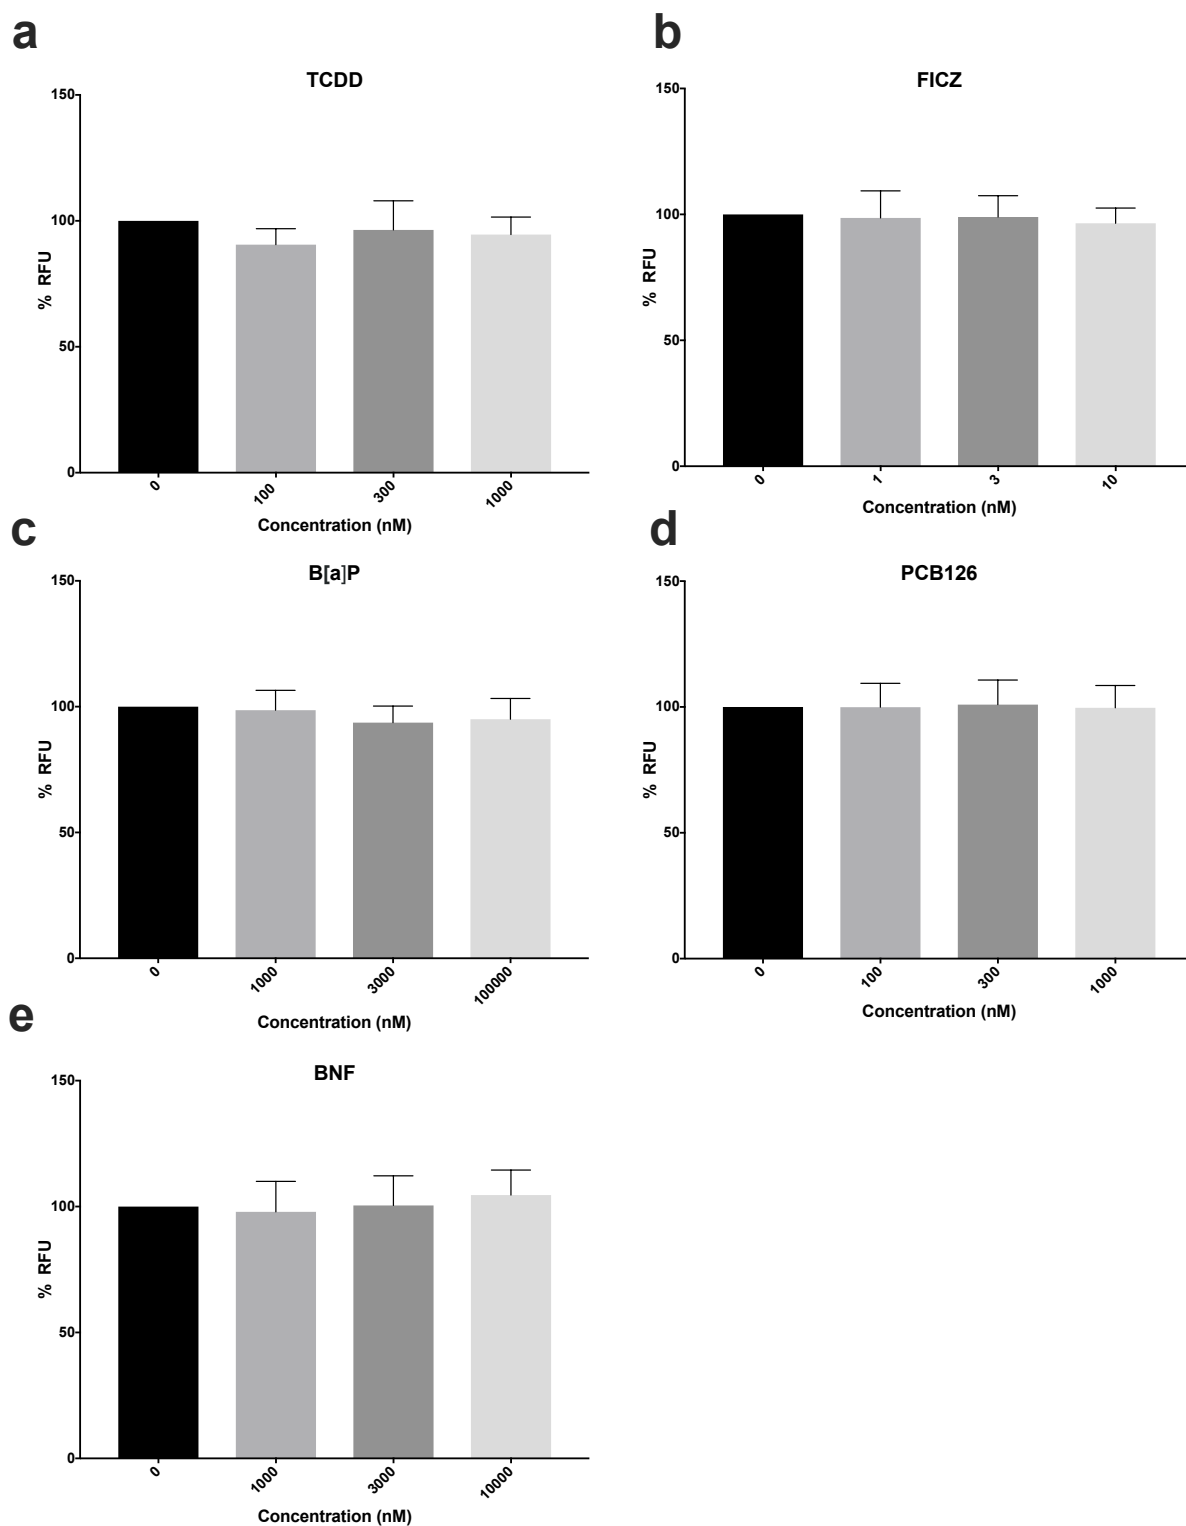 a
TCDD
150
100
50
0
% RFU
0 100 300 1000
Concentration (nM)
b
FICZ
150
100
50
0
% RFU
0 1 3 10
Concentration (nM)
c
B[a]P
150
100
50
0
% RFU
0 1000 3000 100000
Concentration (nM)
d
PCB126
150
100
50
0
% RFU
0 100 300 1000
Concentration (nM)
e
BNF
150
100
50
0
% RFU
0 1000 3000 10000
Concentration (nM)